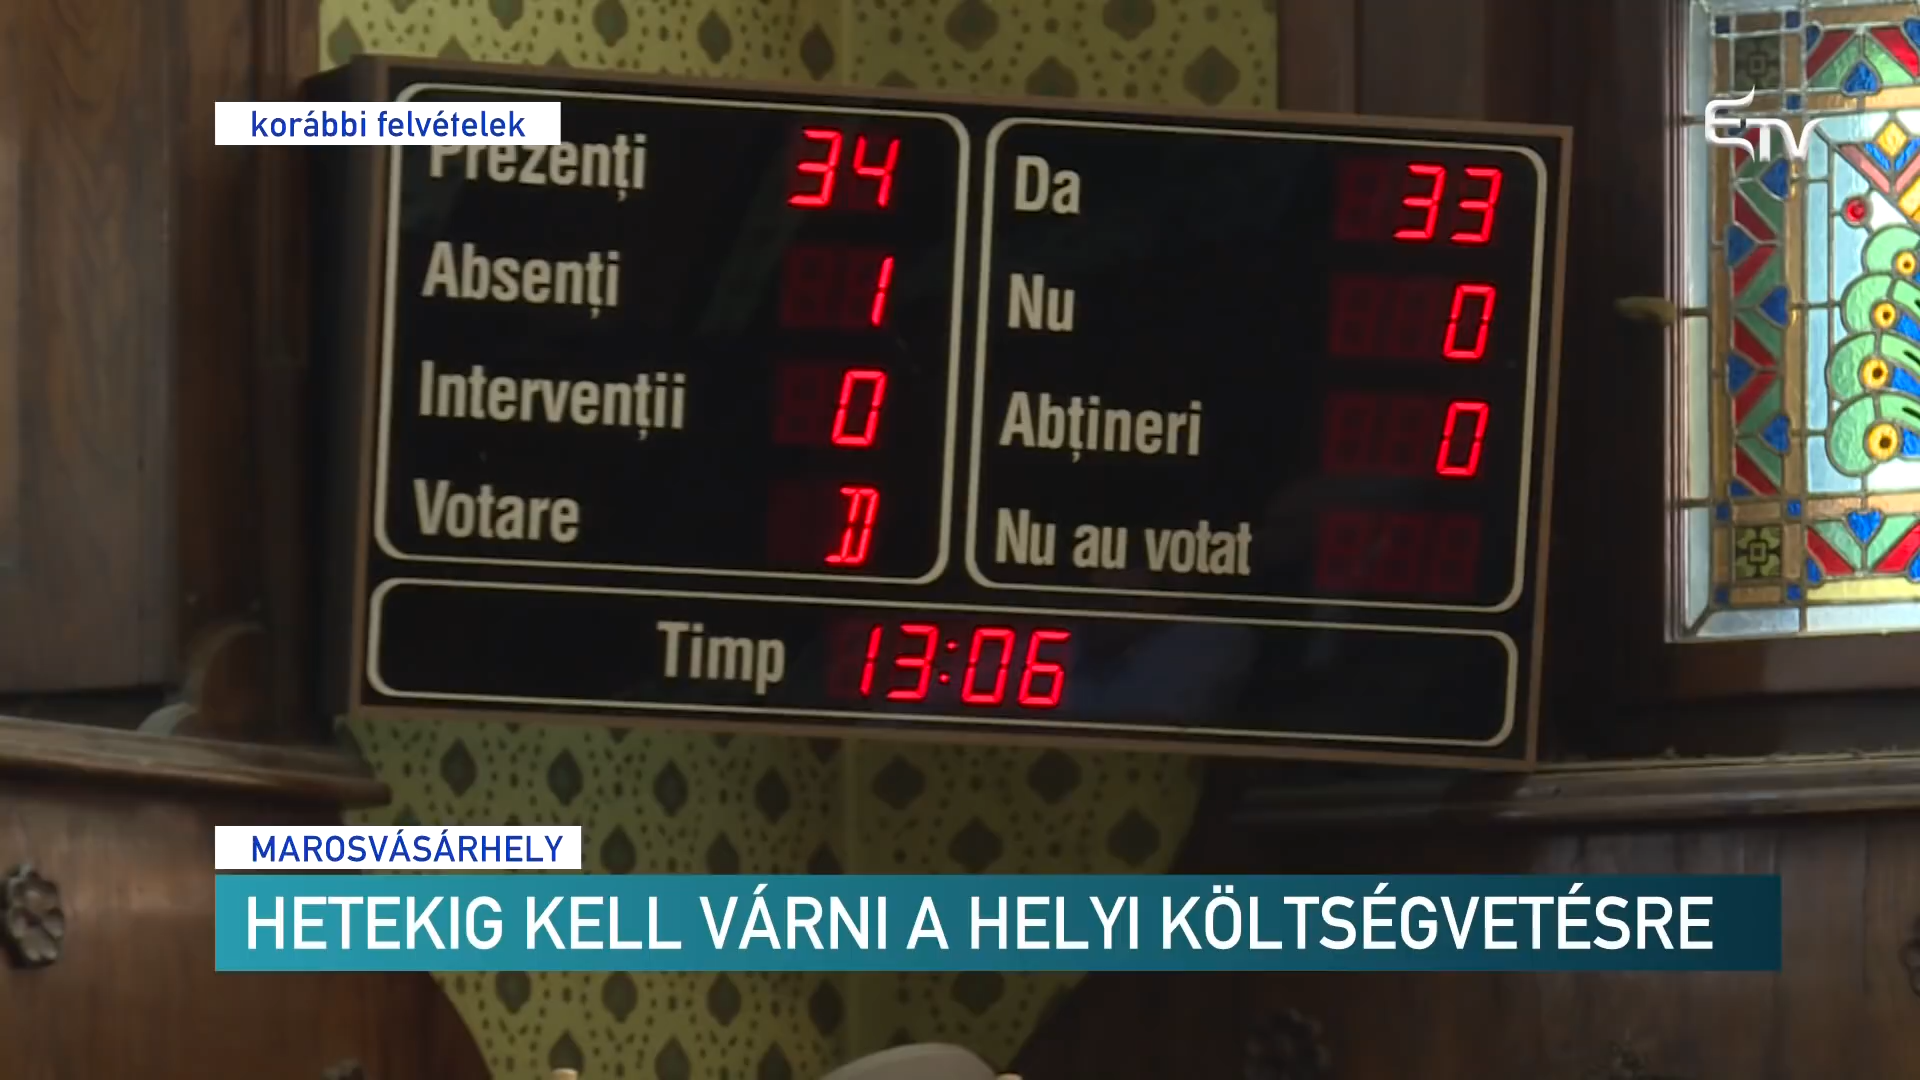 korábbi felvételek
ETV
Prezenți 34
Absenți 1
Intervenții 0
Votare D
Da 33
Nu 0
Abțineri 0
Nu au votat
Timp 13:06
MAROSVÁSÁRHELY
HETEKIG KELL VÁRNI A HELYI KÖLTSÉGVETÉSRE